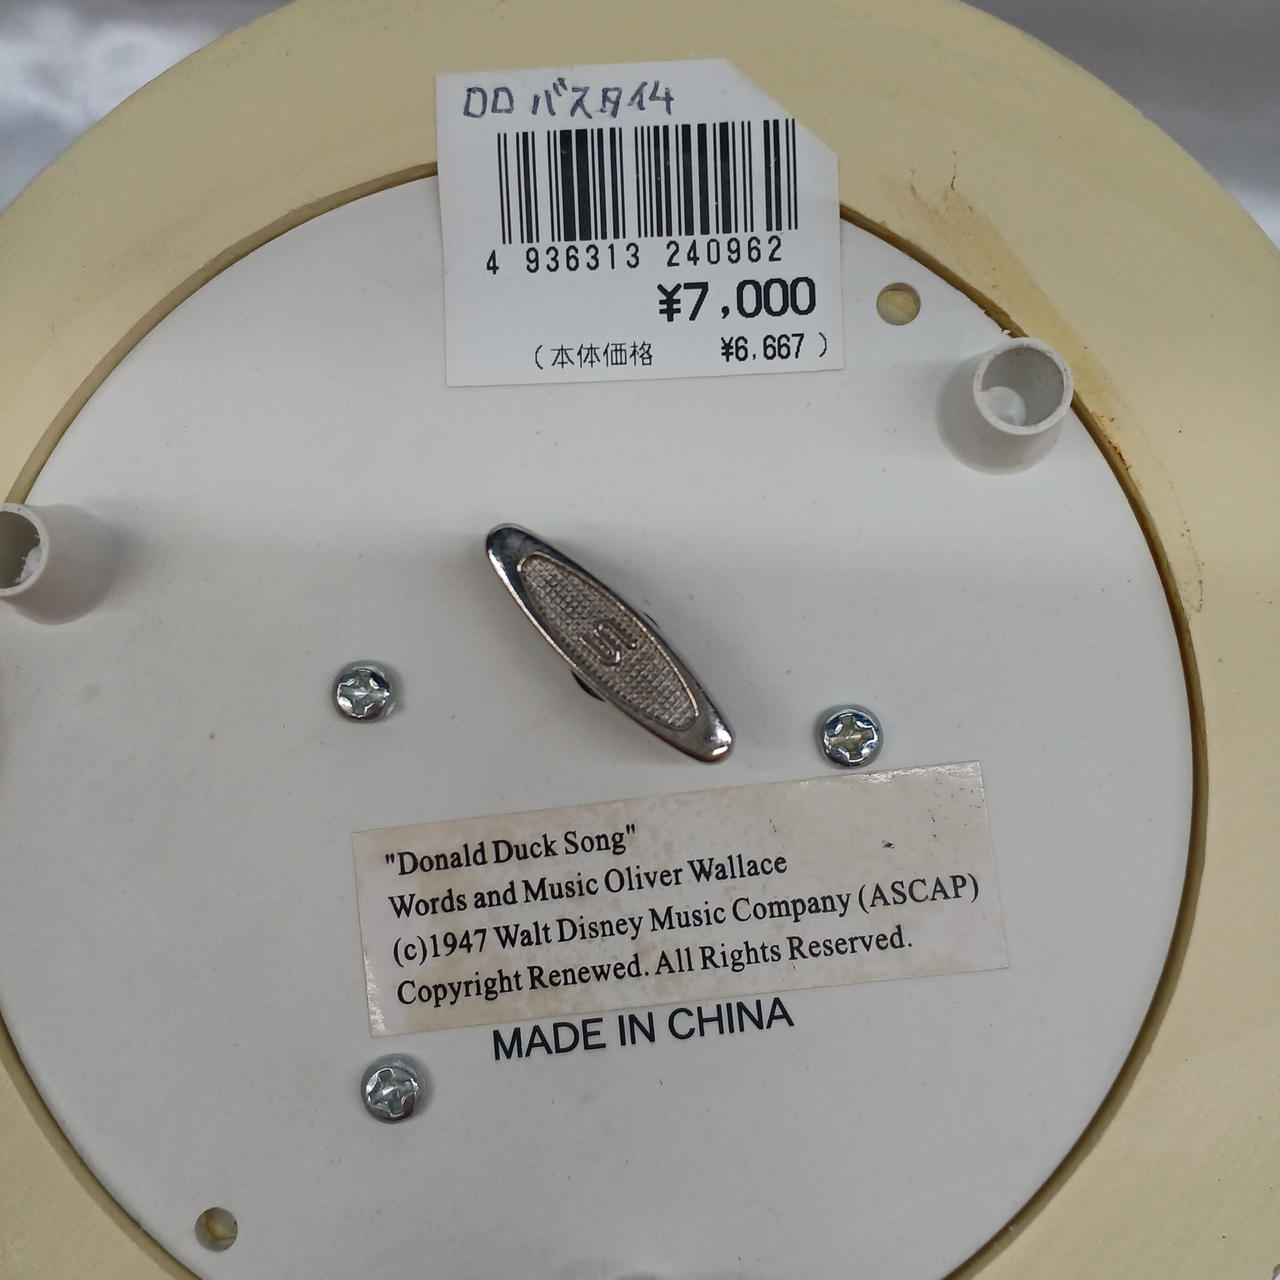 DD バスタイム
4 936313 240962
¥7,000
(本体価格 ¥6,667)
"Donald Duck Song"
Words and Music Oliver Wallace
(c)1947 Walt Disney Music Company (ASCAP)
Copyright Renewed. All Rights Reserved.
MADE IN CHINA